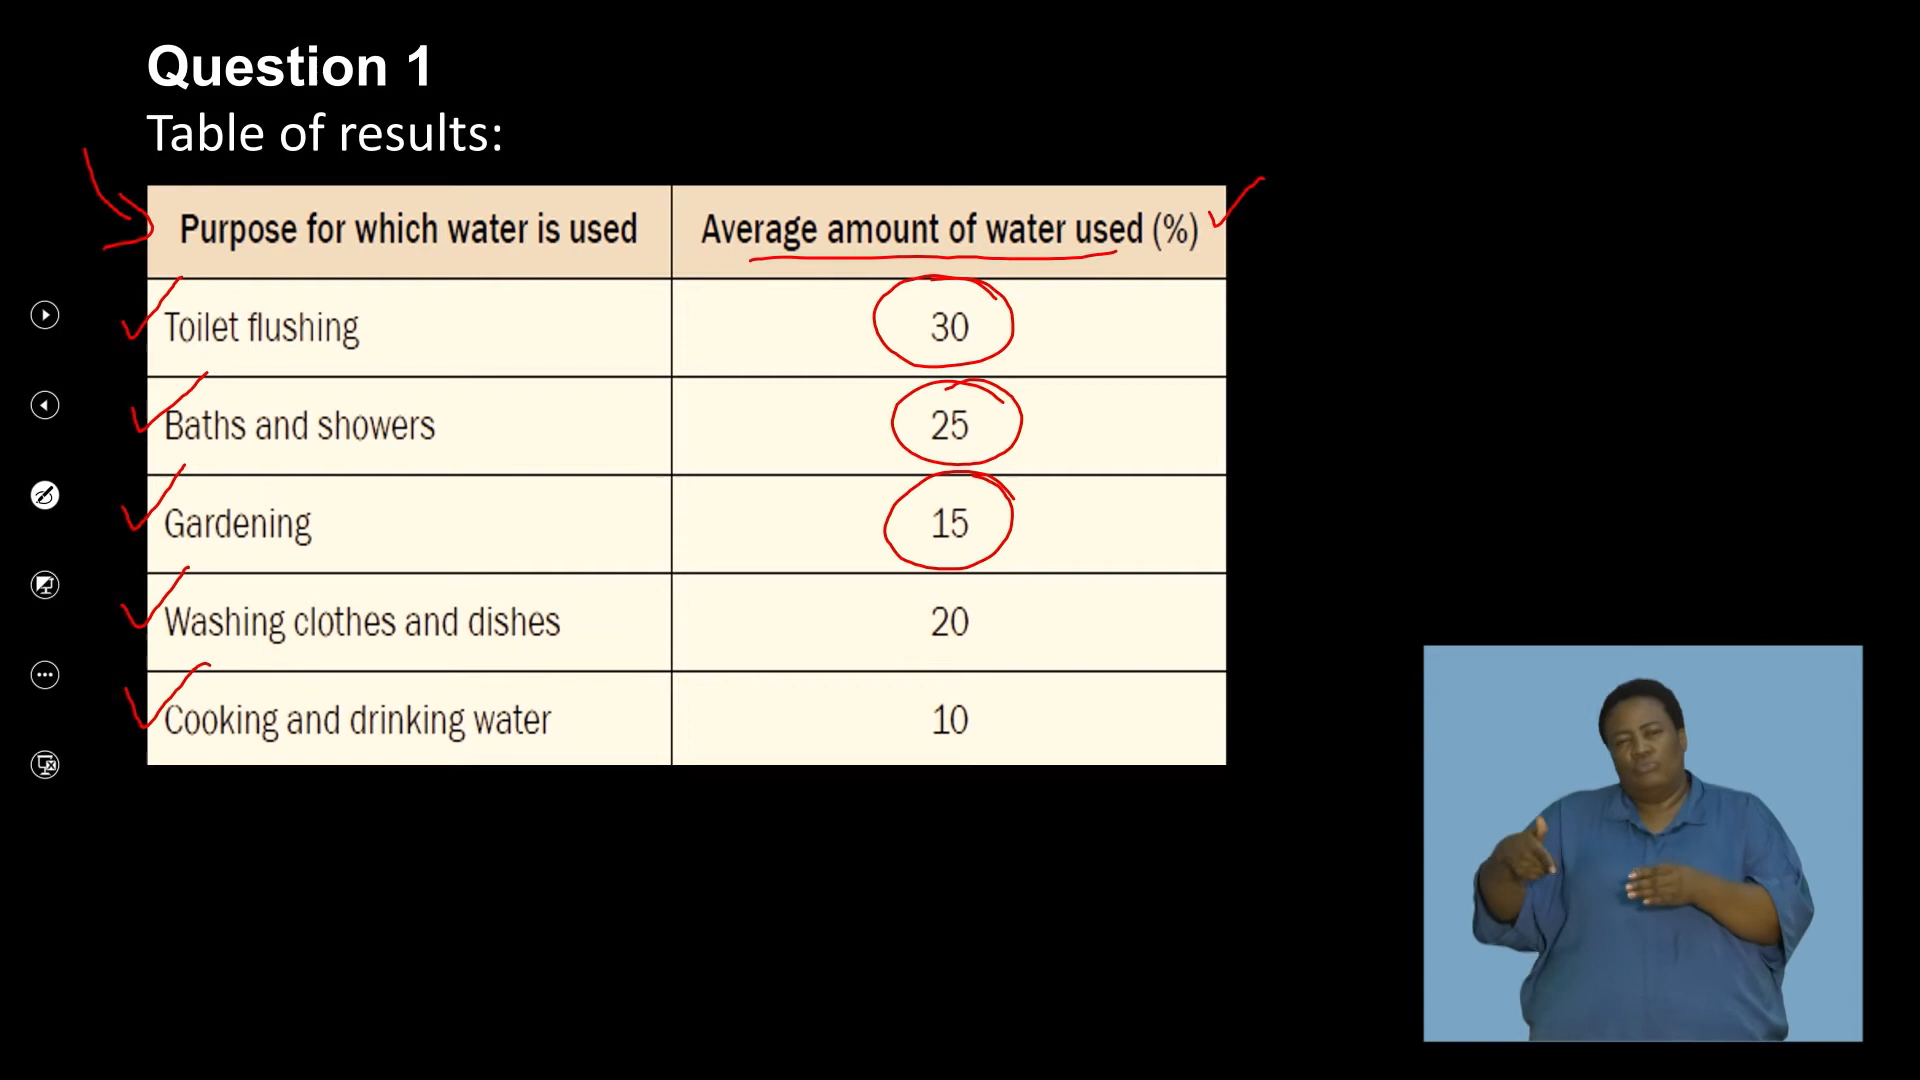 Question 1
Table of results:
Purpose for which water is used Average amount of water used (%)
Toilet flushing 30
Baths and showers 25
Gardening 15
Washing clothes and dishes 20
Cooking and drinking water 10